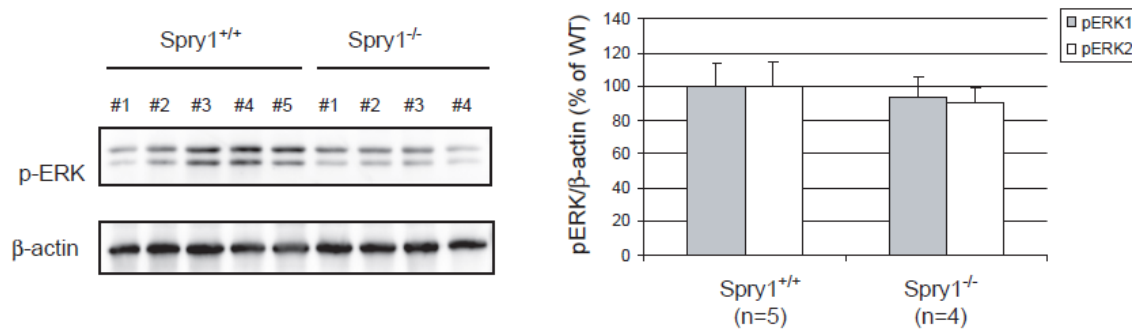 Spry1+/+ Spry1-/-
#1 #2 #3 #4 #5 #1 #2 #3 #4
p-ERK
β-actin
pERK/β-actin (% of WT)
140
120
100
80
60
40
20
0
Spry1+/+ Spry1-/-
(n=5) (n=4)
pERK1
pERK2